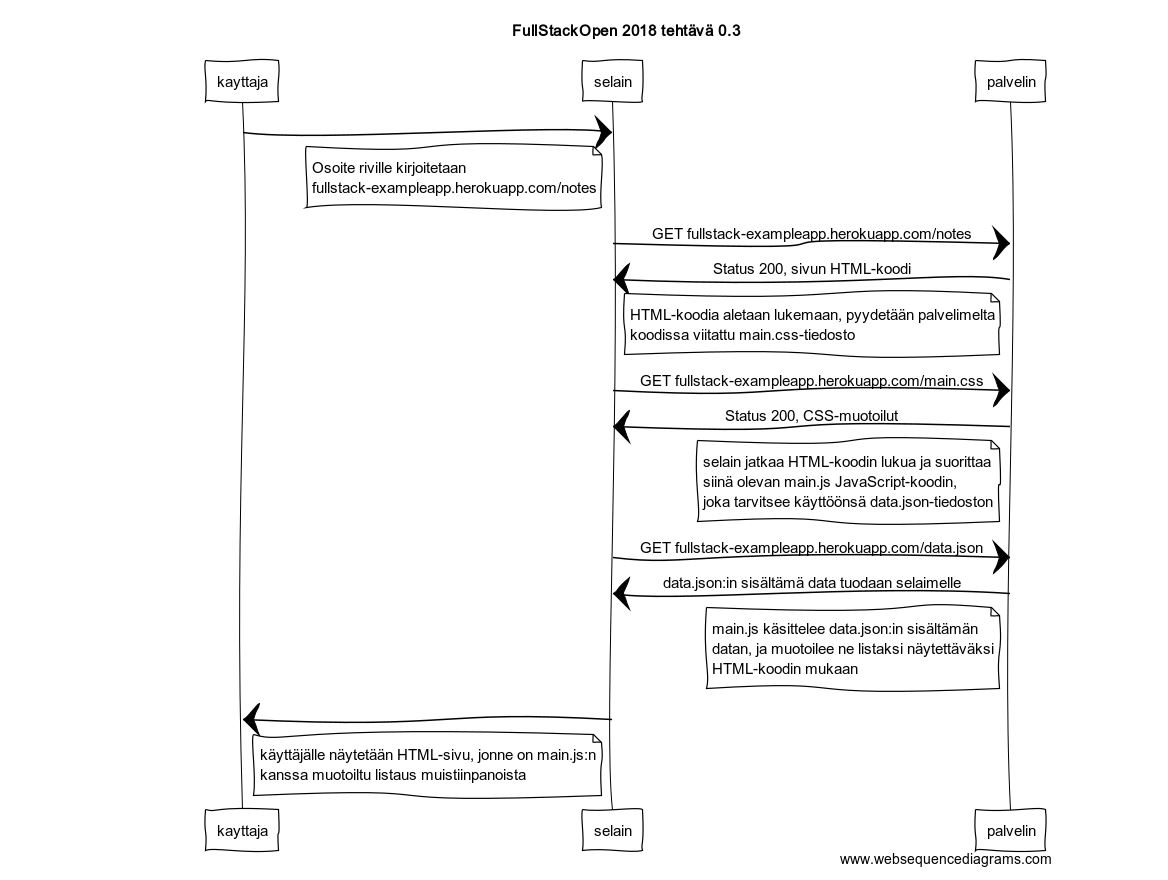 FullStackOpen 2018 tehtävä 0.3
kayttaja
selain
palvelin
Osoite riville kirjoitetaan
fullstack-exampleapp.herokuapp.com/notes
GET fullstack-exampleapp.herokuapp.com/notes
Status 200, sivun HTML-koodi
HTML-koodia aletaan lukemaan, pyydetään palvelimelta
koodissa viitattu main.css-tiedosto
GET fullstack-exampleapp.herokuapp.com/main.css
Status 200, CSS-muotoilut
selain jatkaa HTML-koodin lukua ja suorittaa
siinä olevan main.js JavaScript-koodin,
joka tarvitsee käyttöönsä data.json-tiedoston
GET fullstack-exampleapp.herokuapp.com/data.json
data.json:in sisältämä data tuodaan selaimelle
main.js käsittelee data.json:in sisältämän
datan, ja muotoilee ne listaksi näytettäväksi
HTML-koodin mukaan
käyttäjälle näytetään HTML-sivu, jonne on main.js:n
kanssa muotoiltu listaus muistiinpanoista
kayttaja
selain
palvelin
www.websequencediagrams.com